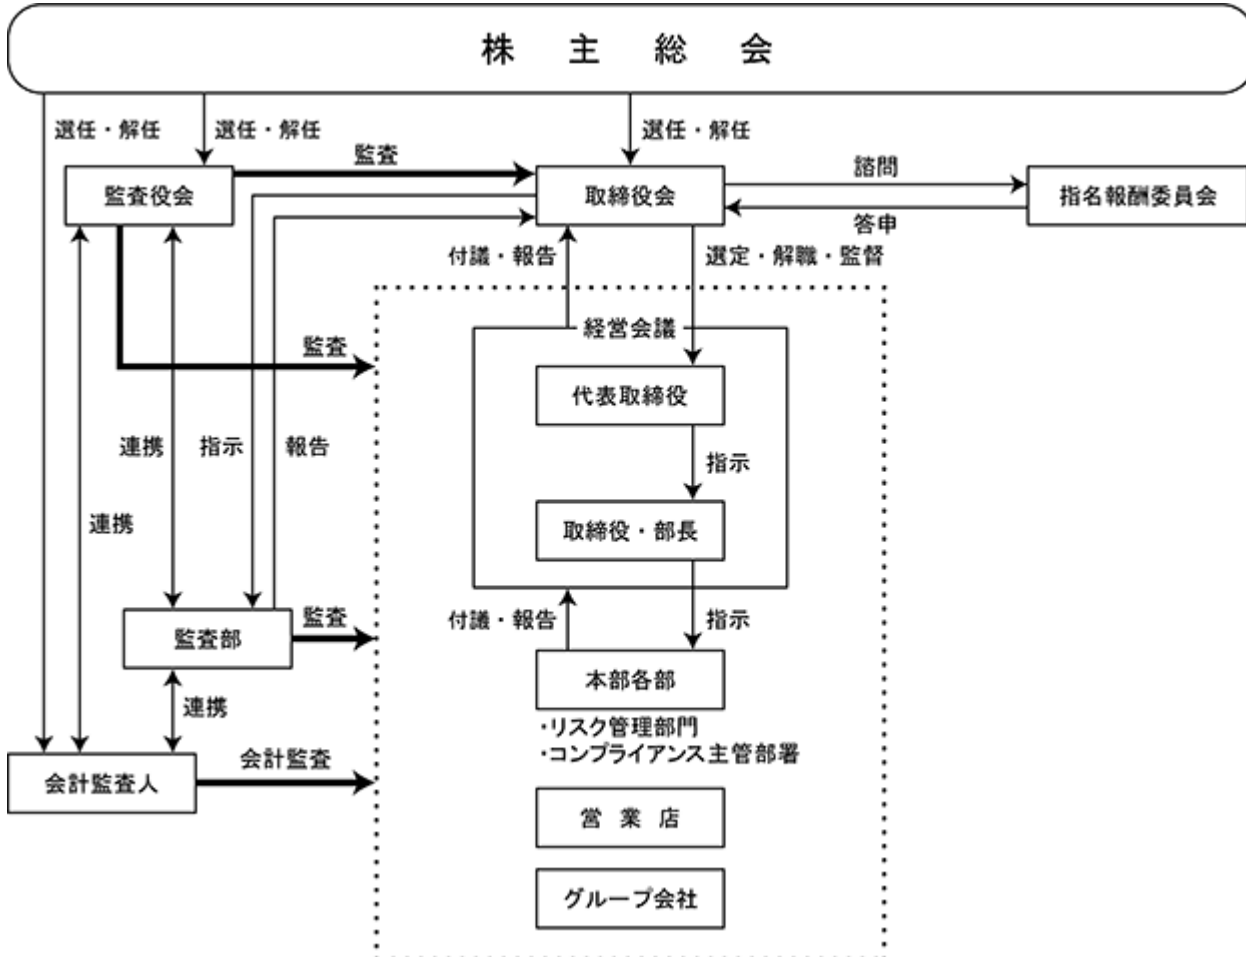 株主総会
選任・解任
選任・解任
選任・解任
監査
監査役会
取締役会
諮問
答申
指名報酬委員会
付議・報告
選定・解職・監督
経営会議
監査
代表取締役
連携
指示
報告
指示
連携
取締役・部長
監査部
監査
付議・報告
指示
本部各部
連携
・リスク管理部門
・コンプライアンス主管部署
会計監査人
会計監査
営業店
グループ会社